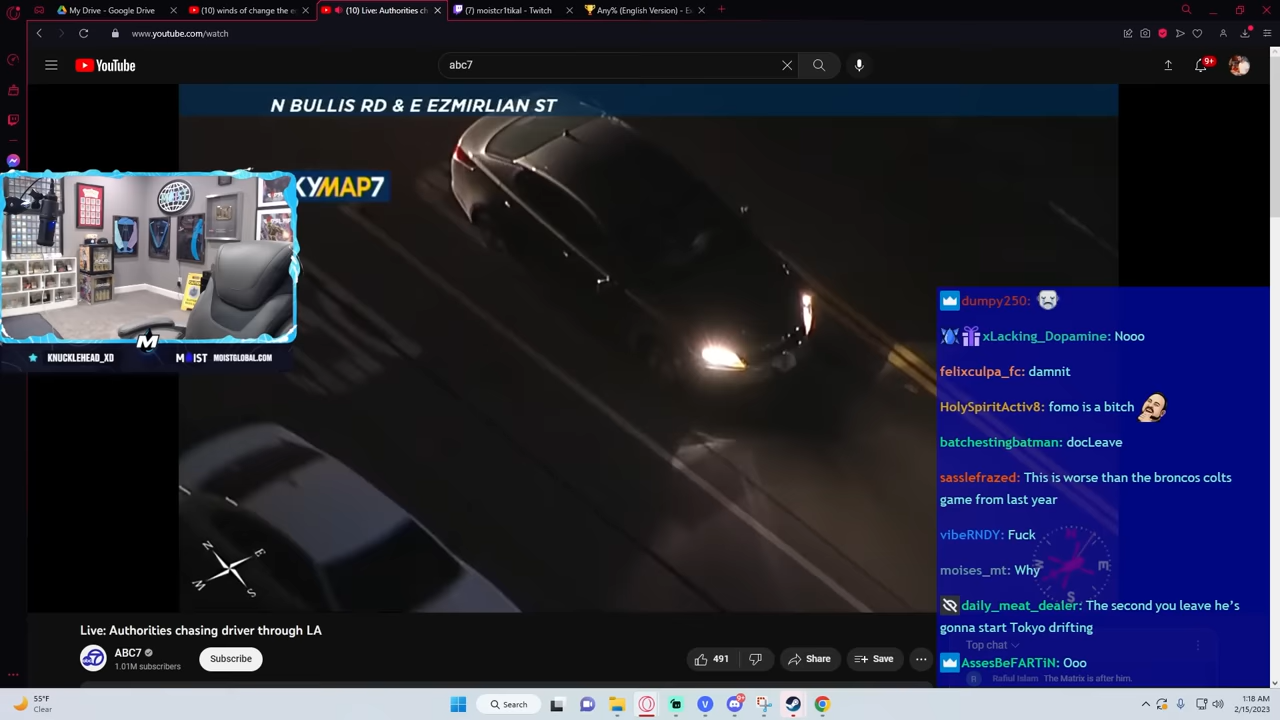 My Drive - Google Drive
(10) winds of change the e
(10) Live: Authorities ch
(7) moistcr1tikal - Twitch
Any% (English Version) - E
www.youtube.com/watch
YouTube
abc7
9+
N BULLIS RD & E EZMIRLIAN ST
KYMAP7
KNUCKLEHEAD_XD
MOIST
MOISTGLOBAL.COM
N
E
W
S
dumpy250:
xLacking_Dopamine: Nooo
felixculpa_fc: damnit
HolySpiritActiv8: fomo is a bitch
batchestingbatman: docLeave
sasslefrazed: This is worse than the broncos colts
game from last year
vibeRNDY: Fuck
moises_mt: Why
daily_meat_dealer: The second you leave he's
gonna start Tokyo drifting
AssesBeFARTiN: Ooo
Top chat
R Rafiul Islam The Matrix is after him.
Live: Authorities chasing driver through LA
ABC7
1.01M subscribers
Subscribe
491
Share
Save
55°F
Clear
Search
1:18 AM
2/15/2023